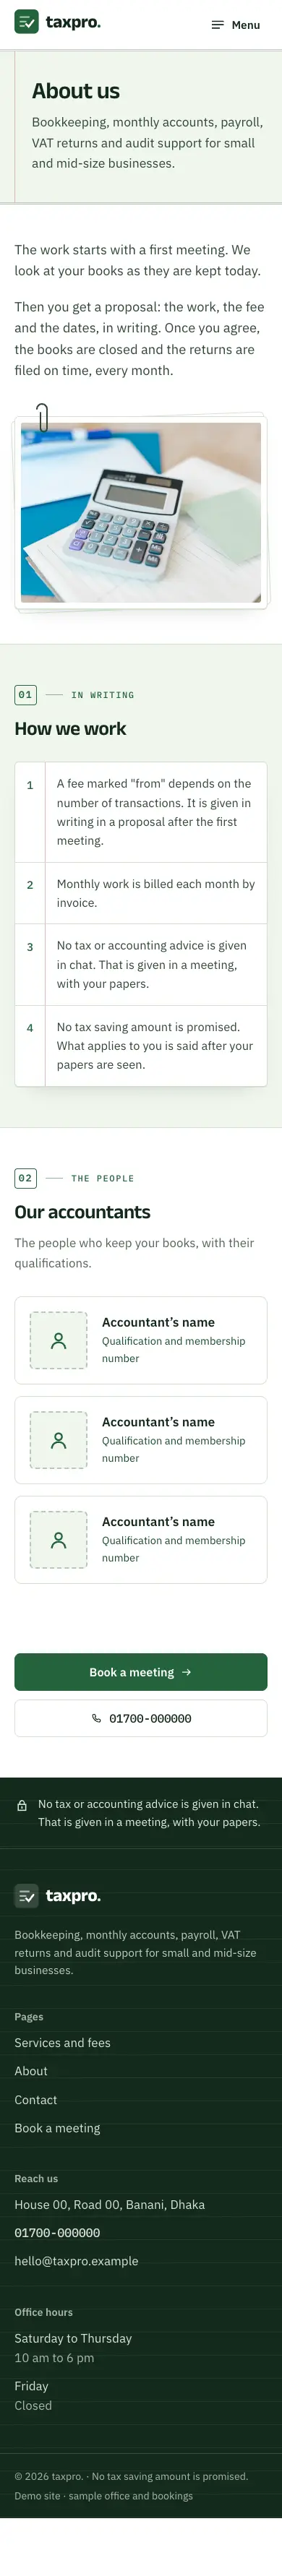 taxpro.
Menu
About us
Bookkeeping, monthly accounts, payroll,
VAT returns and audit support for small
and mid-size businesses.
The work starts with a first meeting. We
look at your books as they are kept today.
Then you get a proposal: the work, the fee
and the dates, in writing. Once you agree,
the books are closed and the returns are
filed on time, every month.
01
IN WRITING
How we work
1
A fee marked "from" depends on the
number of transactions. It is given in
writing in a proposal after the first
meeting.
2
Monthly work is billed each month by
invoice.
3
No tax or accounting advice is given
in chat. That is given in a meeting,
with your papers.
4
No tax saving amount is promised.
What applies to you is said after your
papers are seen.
02
THE PEOPLE
Our accountants
The people who keep your books, with their
qualifications.
Accountant’s name
Qualification and membership
number
Accountant’s name
Qualification and membership
number
Accountant’s name
Qualification and membership
number
Book a meeting →
01700-000000
No tax or accounting advice is given in chat.
That is given in a meeting, with your papers.
taxpro.
Bookkeeping, monthly accounts, payroll, VAT
returns and audit support for small and mid-size
businesses.
Pages
Services and fees
About
Contact
Book a meeting
Reach us
House 00, Road 00, Banani, Dhaka
01700-000000
hello@taxpro.example
Office hours
Saturday to Thursday
10 am to 6 pm
Friday
Closed
© 2026 taxpro. · No tax saving amount is promised.
Demo site · sample office and bookings